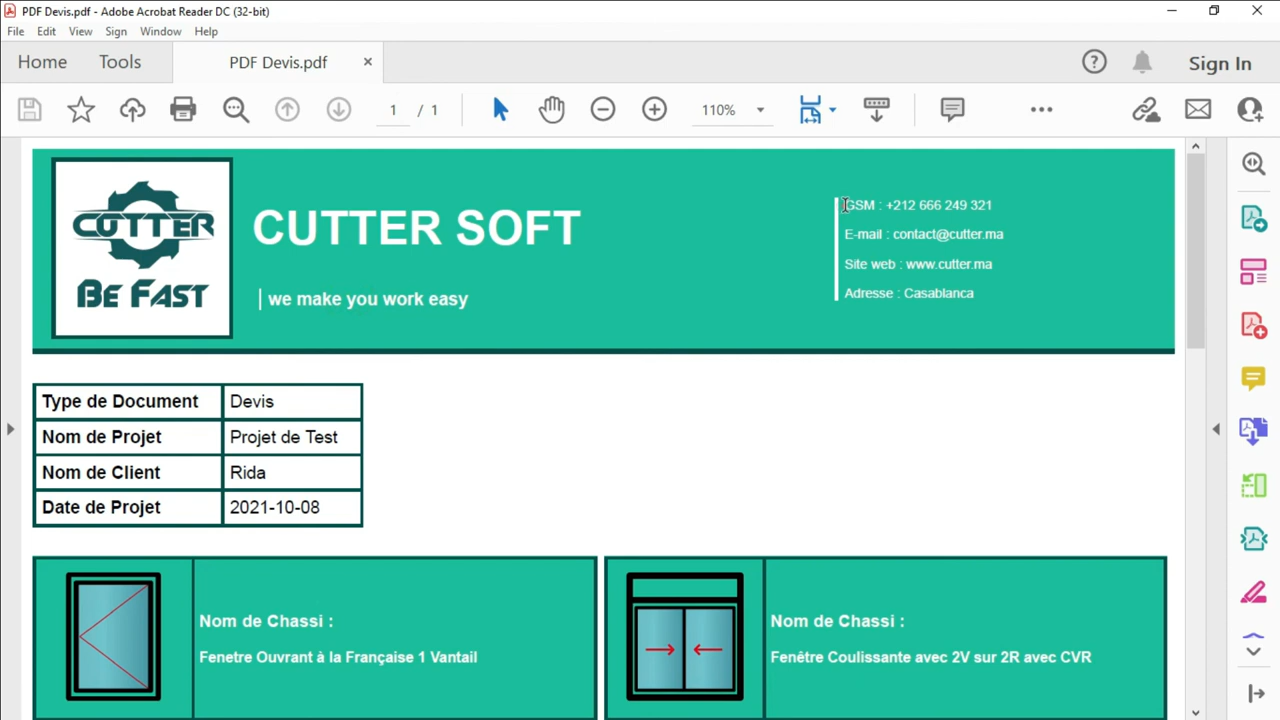 PDF Devis.pdf - Adobe Acrobat Reader DC (32-bit)
File Edit View Sign Window Help
Home Tools PDF Devis.pdf Sign In
1 / 1 110%
CUTTER
BE FAST
CUTTER SOFT
we make you work easy
GSM : +212 666 249 321
E-mail : contact@cutter.ma
Site web : www.cutter.ma
Adresse : Casablanca
Type de Document Devis
Nom de Projet Projet de Test
Nom de Client Rida
Date de Projet 2021-10-08
Nom de Chassi :
Fenetre Ouvrant à la Française 1 Vantail
Nom de Chassi :
Fenêtre Coulissante avec 2V sur 2R avec CVR